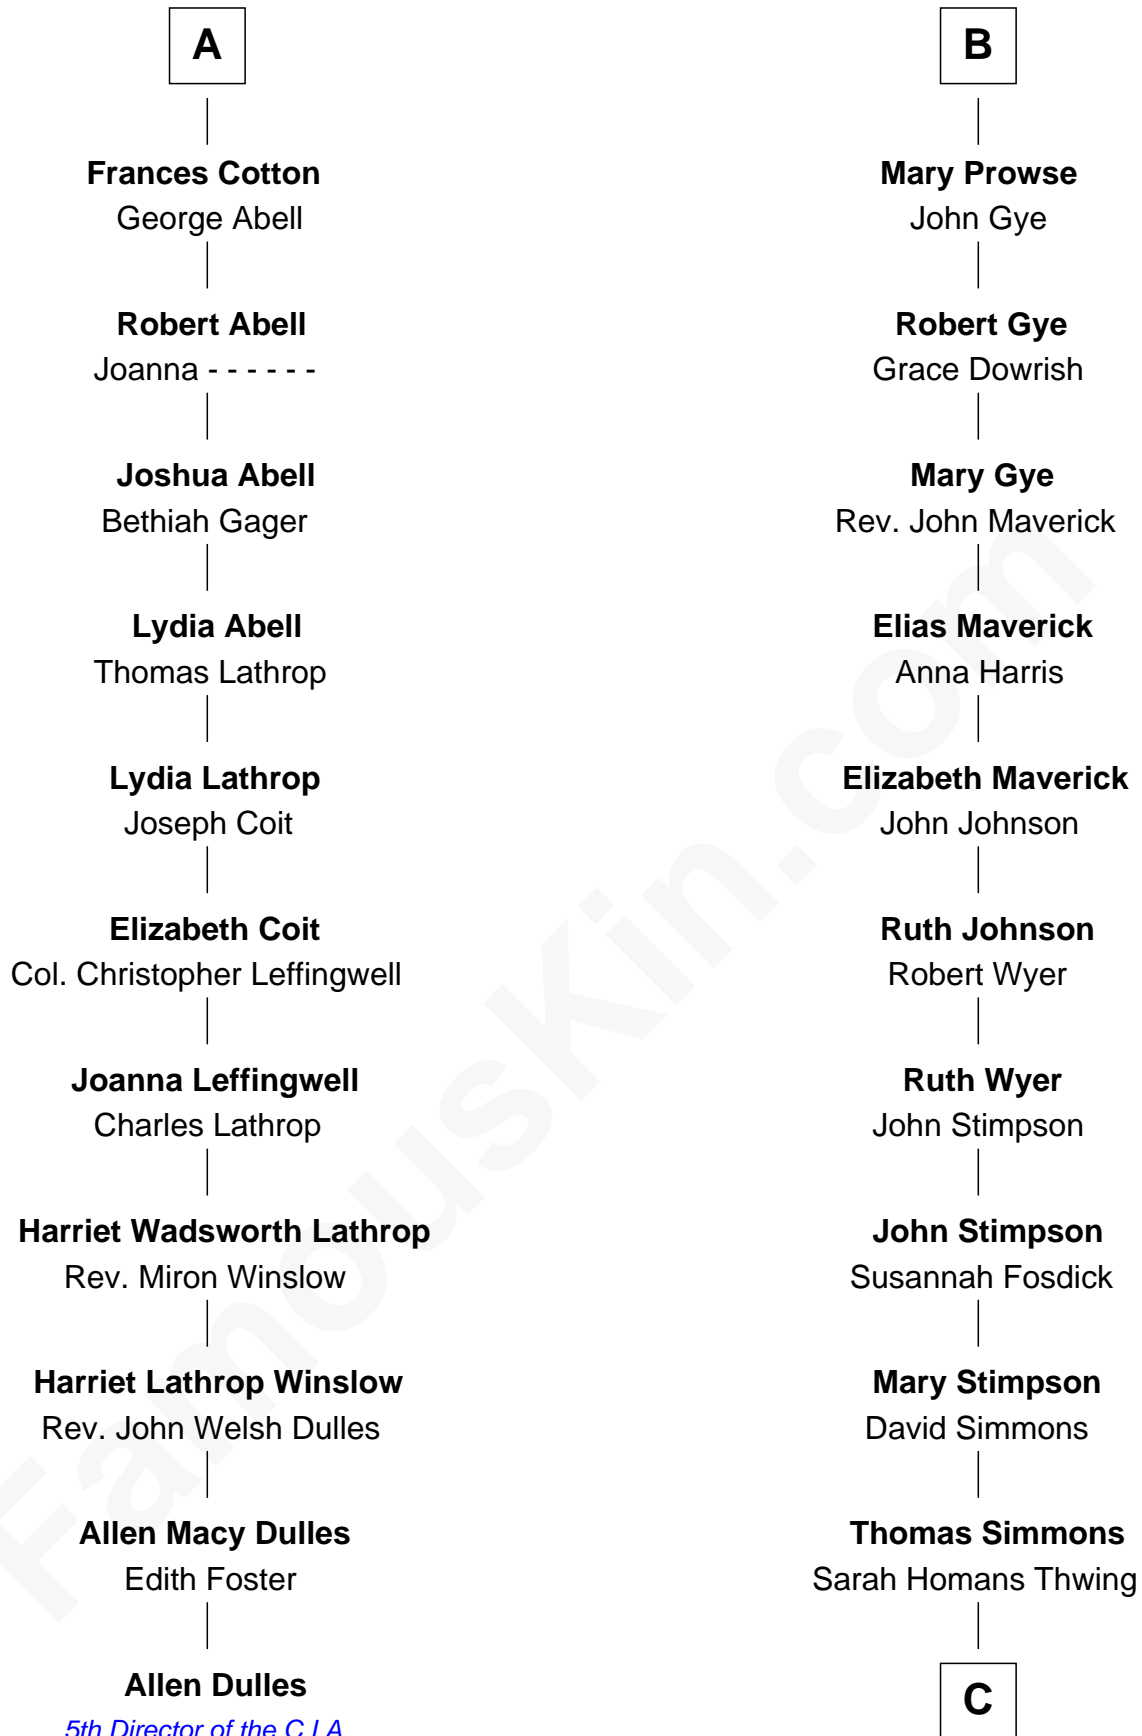 A
Frances Cotton
George Abell
Robert Abell
Joanna - - - - - -
Joshua Abell
Bethiah Gager
Lydia Abell
Thomas Lathrop
Lydia Lathrop
Joseph Coit
Elizabeth Coit
Col. Christopher Leffingwell
Joanna Leffingwell
Charles Lathrop
Harriet Wadsworth Lathrop
Rev. Miron Winslow
Harriet Lathrop Winslow
Rev. John Welsh Dulles
Allen Macy Dulles
Edith Foster
Allen Dulles
5th Director of the C.I.A.
B
Mary Prowse
John Gye
Robert Gye
Grace Dowrish
Mary Gye
Rev. John Maverick
Elias Maverick
Anna Harris
Elizabeth Maverick
John Johnson
Ruth Johnson
Robert Wyer
Ruth Wyer
John Stimpson
John Stimpson
Susannah Fosdick
Mary Stimpson
David Simmons
Thomas Simmons
Sarah Homans Thwing
C
FamousKin.com